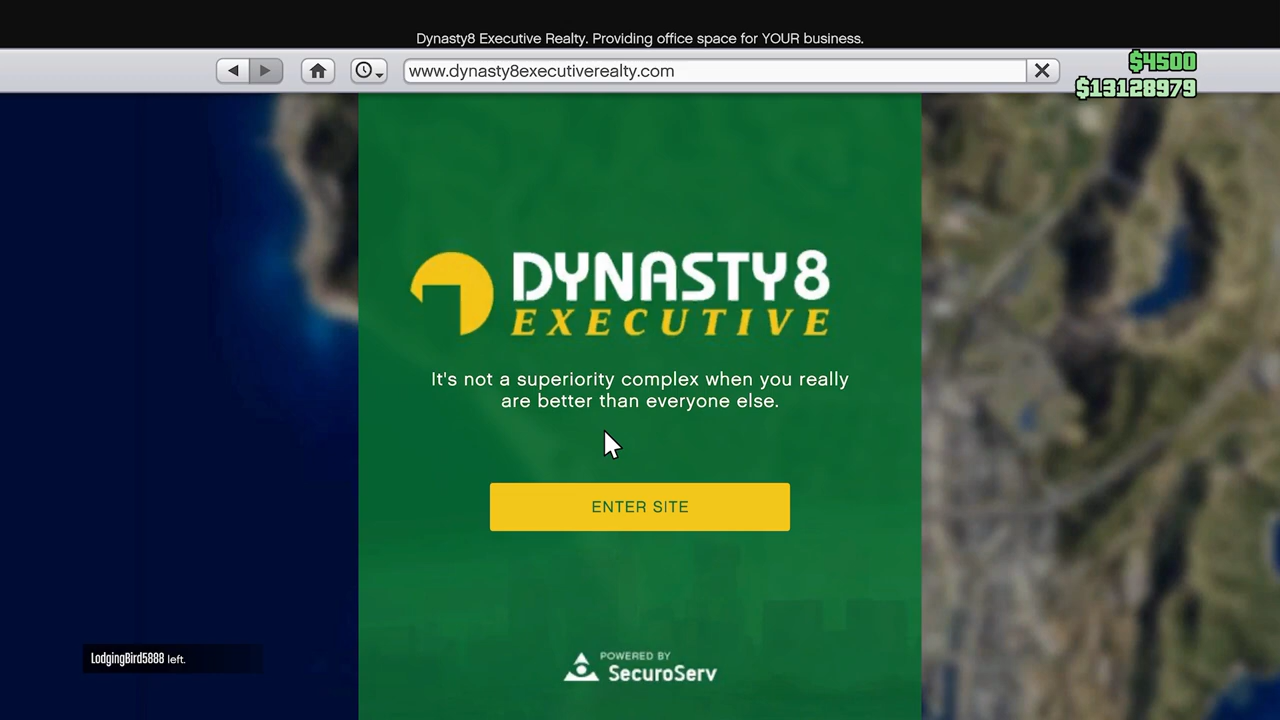 Dynasty8 Executive Realty. Providing office space for YOUR business.
www.dynasty8executiverealty.com
$4500
$13128979
DYNASTY8
EXECUTIVE
It's not a superiority complex when you really
are better than everyone else.
ENTER SITE
LodgingBird5888 left.
POWERED BY
SecuroServ